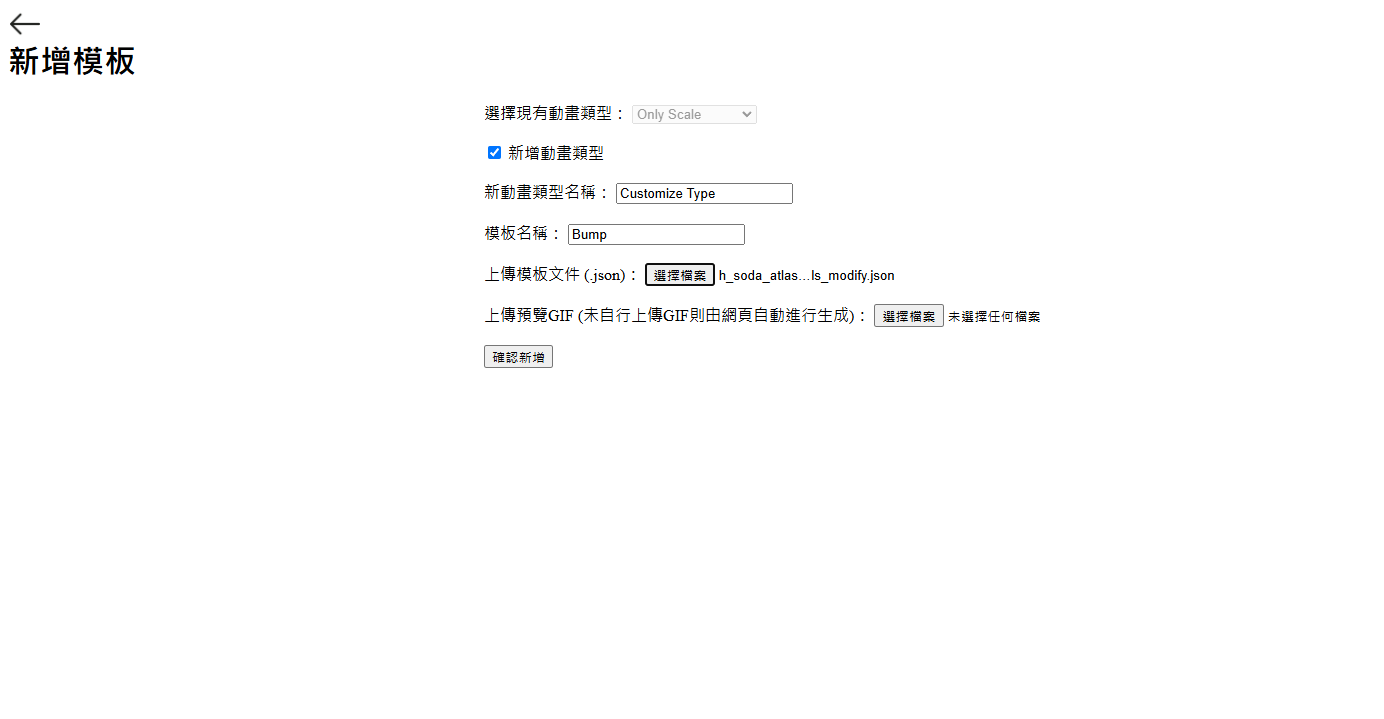 新增模板
選擇現有動畫類型： Only Scale
新增動畫類型
新動畫類型名稱： Customize Type
模板名稱： Bump
上傳模板文件 (.json)： 選擇檔案 h_soda_atlas...ls_modify.json
上傳預覽GIF (未自行上傳GIF則由網頁自動進行生成)： 選擇檔案 未選擇任何檔案
確認新增